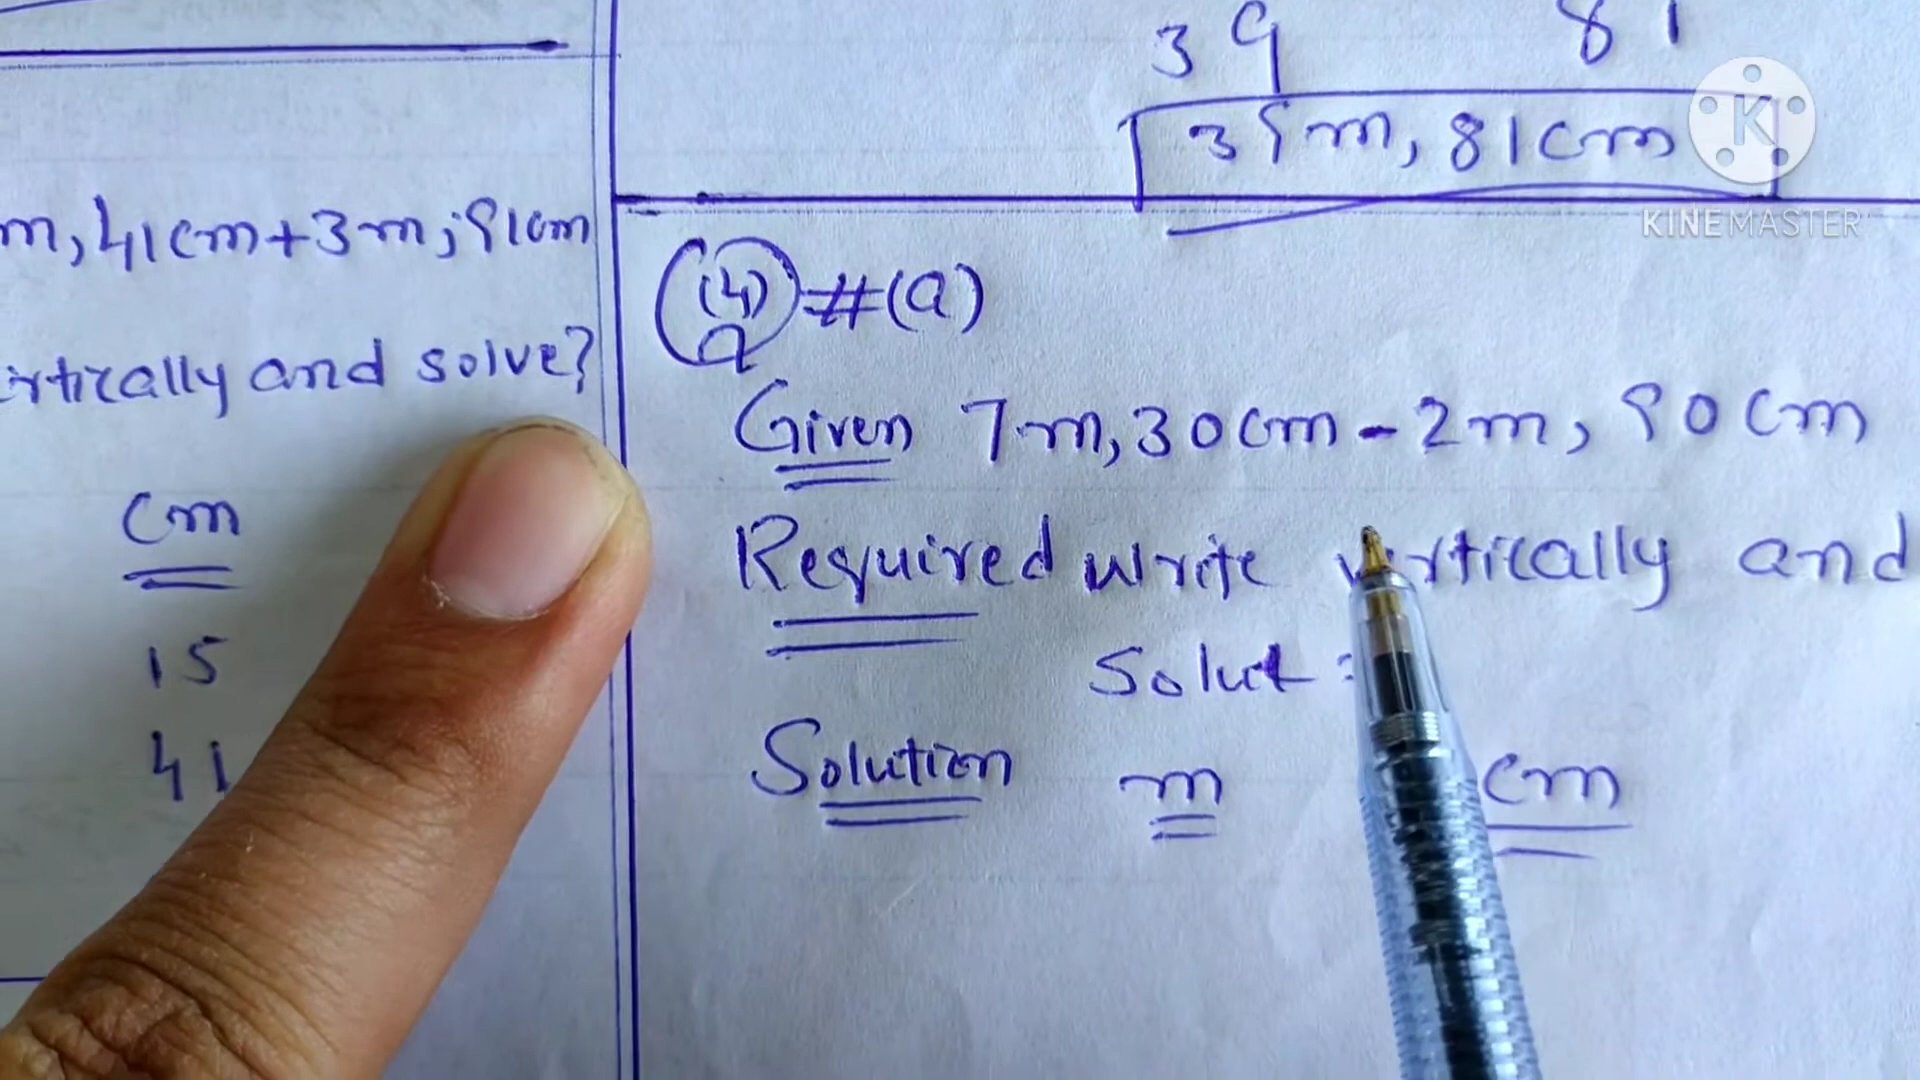 m, 41cm + 3m, 91cm
vertically and solve?
cm
15
41
39 81
39m, 81cm
KINEMASTER
(4) # (a)
Given 7m, 30cm - 2m, 90cm
Required write vertically and
Solut :
Solution m cm